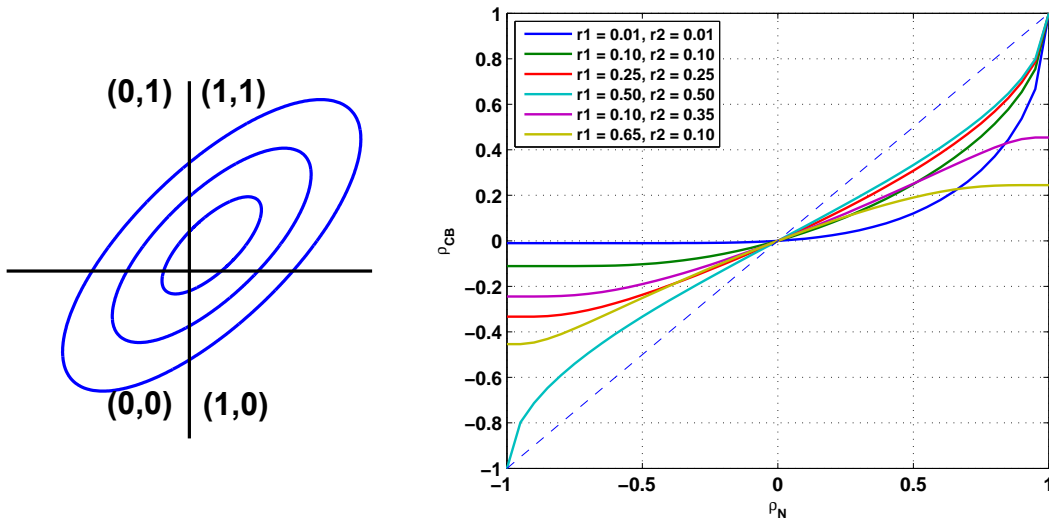 (0,1) (1,1)
(0,0) (1,0)
1
0.8
0.6
0.4
0.2
0
−0.2
−0.4
−0.6
−0.8
−1
ρCB
r1 = 0.01, r2 = 0.01
r1 = 0.10, r2 = 0.10
r1 = 0.25, r2 = 0.25
r1 = 0.50, r2 = 0.50
r1 = 0.10, r2 = 0.35
r1 = 0.65, r2 = 0.10
−1 −0.5 0 0.5 1
ρN